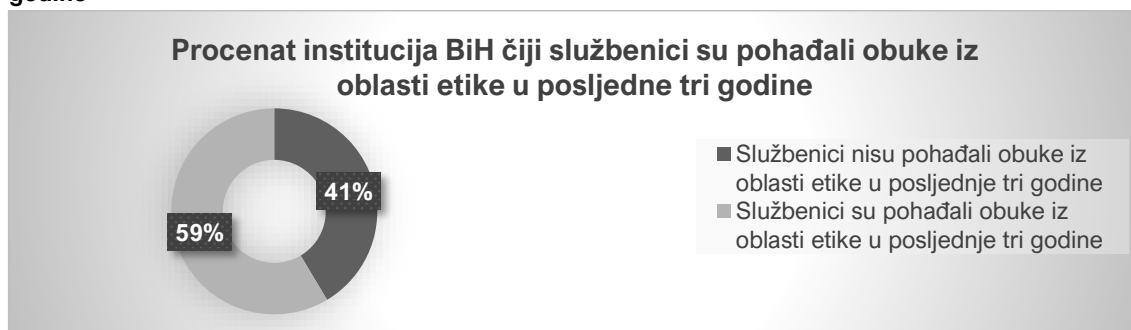 Procenat institucija BiH čiji službenici su pohađali obuke iz
oblasti etike u posljedne tri godine
41%
59%
Službenici nisu pohađali obuke iz
oblasti etike u posljednje tri godine
Službenici su pohađali obuke iz
oblasti etike u posljednje tri godine